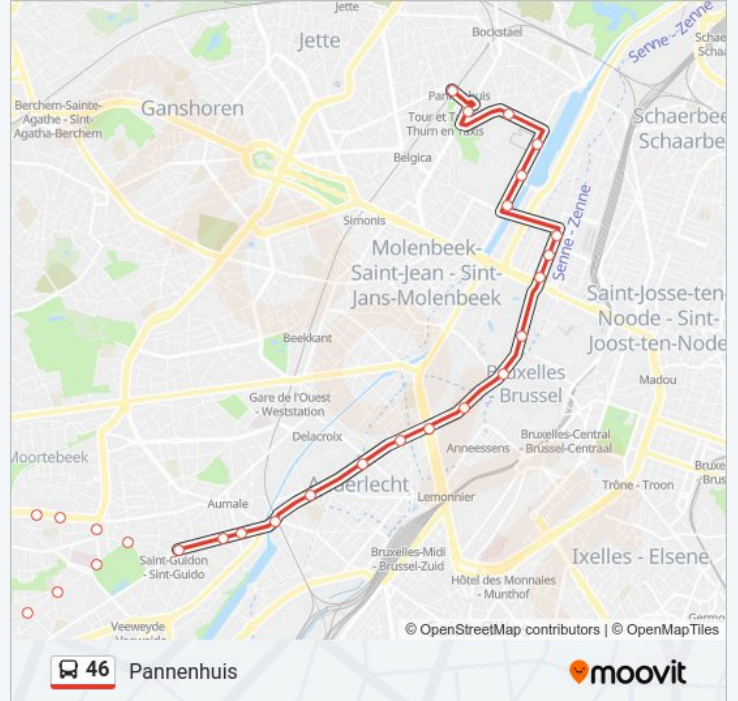 Jette
Bockstael
Senne - Zenne
Jette
Berchem-Sainte-
Agathe - Sint-
Agatha-Berchem
Ganshoren
Tour et
Thurn en Taxis
Schaerbee
Schaarbe
Belgica
Simonis
Senne - Zenne
Molenbeek-
Saint-Jean - Sint-
Jans-Molenbeek
Saint-Josse-ten-
Noode - Sint-
Joost-ten-Node
Beekkant
Bruxelles
- Brussel
Madou
Gare de l'Ouest
- Weststation
Delacroix
Anneessens
Bruxelles-Central
- Brussel-Centraal
Moortebeek
Anderlecht
Lemonnier
Trône - Troon
Bruxe
- Brus
Aumale
Saint-Guidon
- Sint-Guido
Bruxelles-Midi
- Brussel-Zuid
Ixelles - Elsene
Hôtel des Monnaies
- Munthof
Veeweyde
© OpenStreetMap contributors | © OpenMapTiles
46 Pannenhuis
moovit